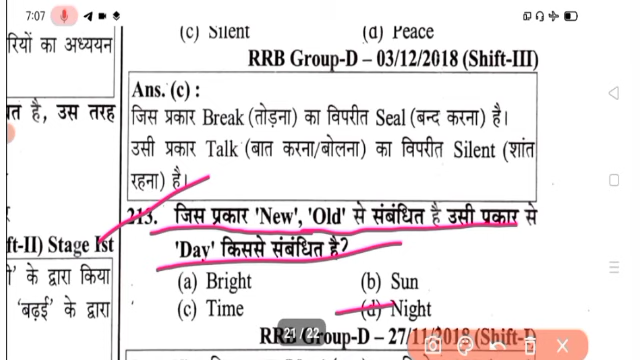 7:07
रियों का अध्ययन
(c) Silent (d) Peace
RRB Group-D – 03/12/2018 (Shift-III)
Ans. (c) :
जिस प्रकार Break (तोड़ना) का विपरीत Seal (बन्द करना) है।
उसी प्रकार Talk (बात करना/बोलना) का विपरीत Silent (शांत
रहना) है।
है, उस तरह
213. जिस प्रकार 'New', 'Old' से संबंधित है उसी प्रकार से
'Day' किससे संबंधित है?
ft-II) Stage Ist
के द्वारा किया
'बढ़ई' के द्वारा
(a) Bright (b) Sun
(c) Time (d) Night
21 / 22
RRB Group-D – 27/11/2018 (Shift-I)